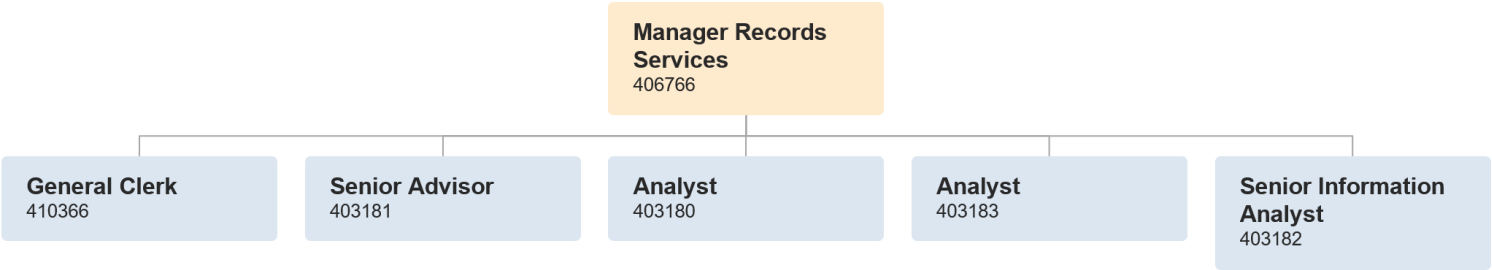 Manager Records
Services
406766
General Clerk
410366
Senior Advisor
403181
Analyst
403180
Analyst
403183
Senior Information
Analyst
403182